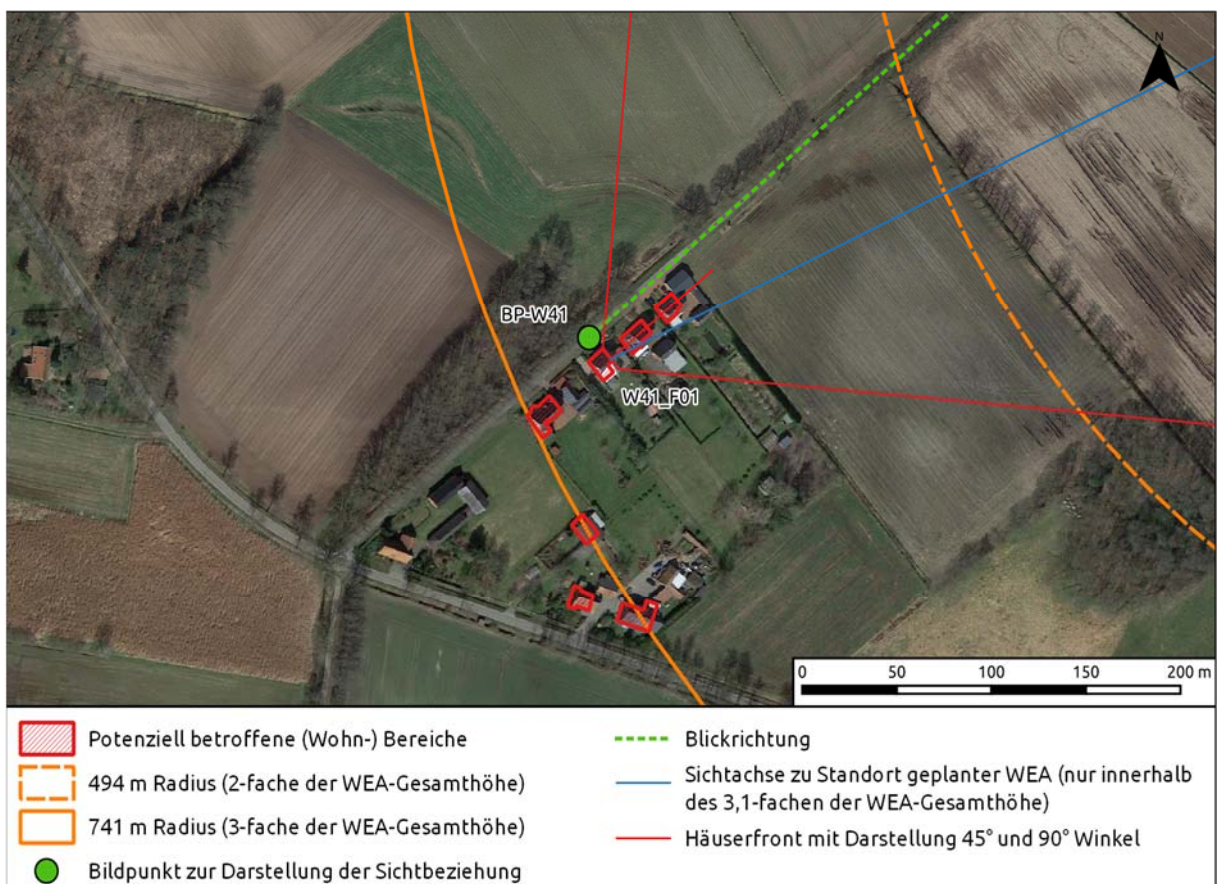 N
BP-W41
W41_F01
0 50 100 150 200 m
Potenziell betroffene (Wohn-) Bereiche
494 m Radius (2-fache der WEA-Gesamthöhe)
741 m Radius (3-fache der WEA-Gesamthöhe)
Bildpunkt zur Darstellung der Sichtbeziehung
Blickrichtung
Sichtachse zu Standort geplanter WEA (nur innerhalb
des 3,1-fachen der WEA-Gesamthöhe)
Häuserfront mit Darstellung 45° und 90° Winkel